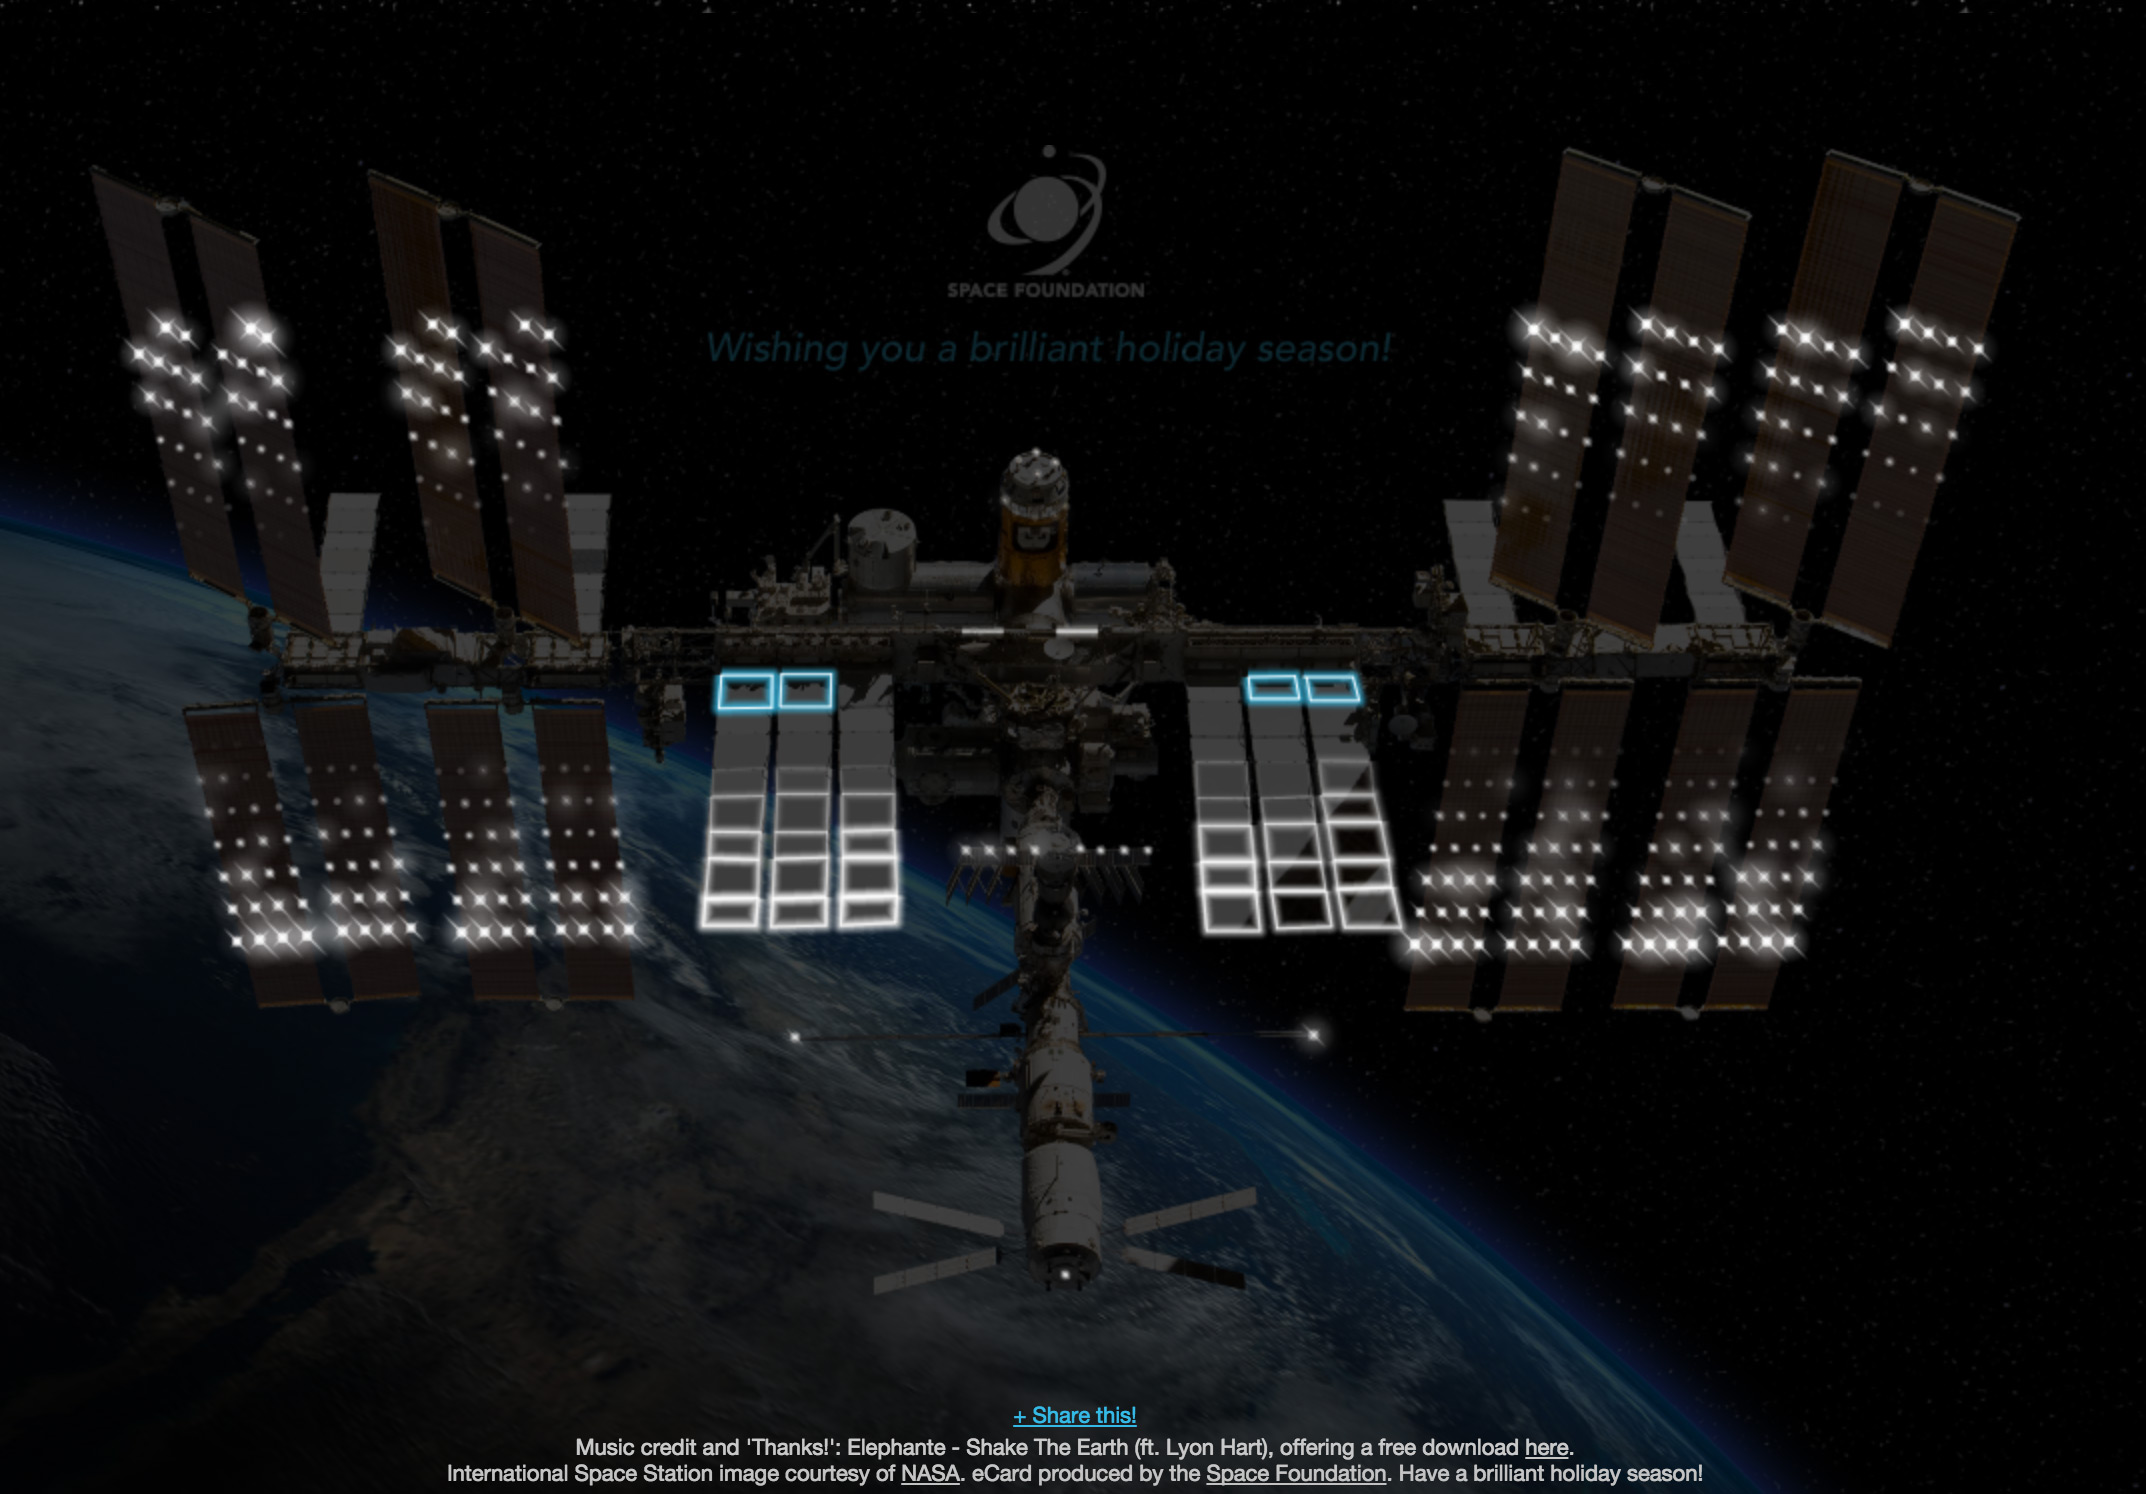 SPACE FOUNDATION
Wishing you a brilliant holiday season!
+ Share this!
Music credit and 'Thanks!': Elephante - Shake The Earth (ft. Lyon Hart), offering a free download here.
International Space Station image courtesy of NASA. eCard produced by the Space Foundation. Have a brilliant holiday season!